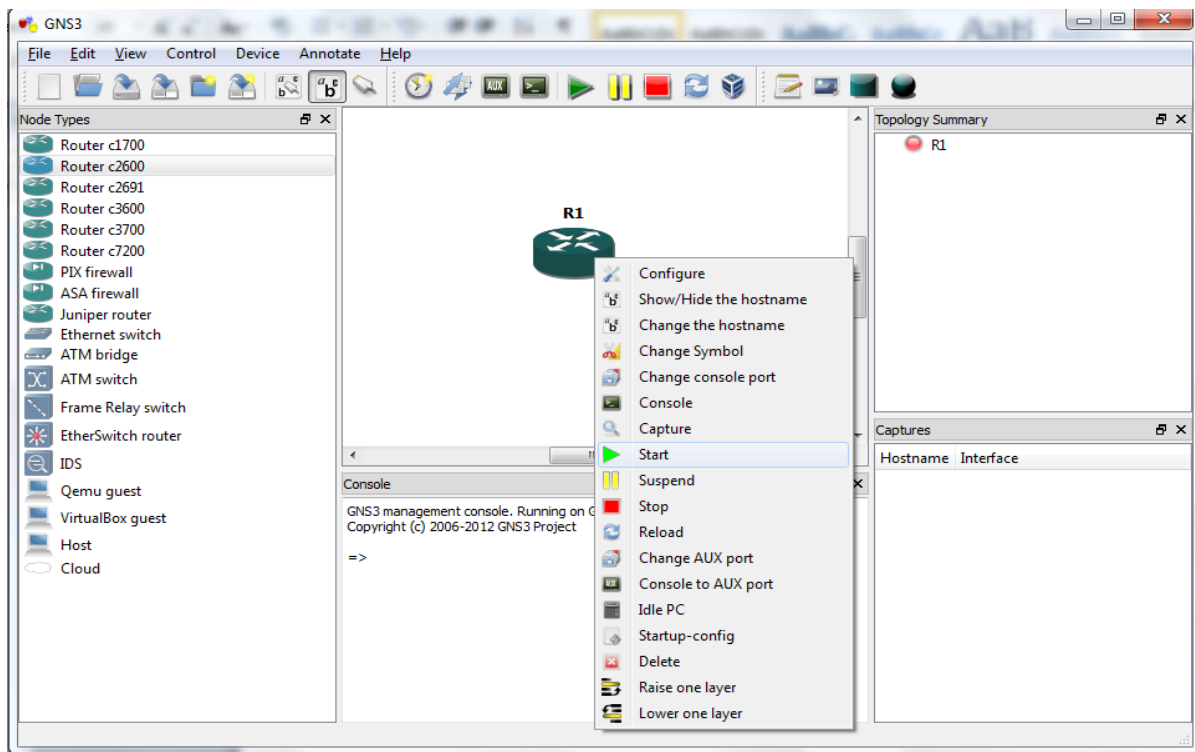 GNS3
File Edit View Control Device Annotate Help
Node Types
Router c1700
Router c2600
Router c2691
Router c3600
Router c3700
Router c7200
PIX firewall
ASA firewall
Juniper router
Ethernet switch
ATM bridge
ATM switch
Frame Relay switch
EtherSwitch router
IDS
Qemu guest
VirtualBox guest
Host
Cloud
R1
Configure
Show/Hide the hostname
Change the hostname
Change Symbol
Change console port
Console
Capture
Start
Suspend
Stop
Reload
Change AUX port
Console to AUX port
Idle PC
Startup-config
Delete
Raise one layer
Lower one layer
Console
GNS3 management console. Running on
Copyright (c) 2006-2012 GNS3 Project
=>
Topology Summary
R1
Captures
Hostname Interface